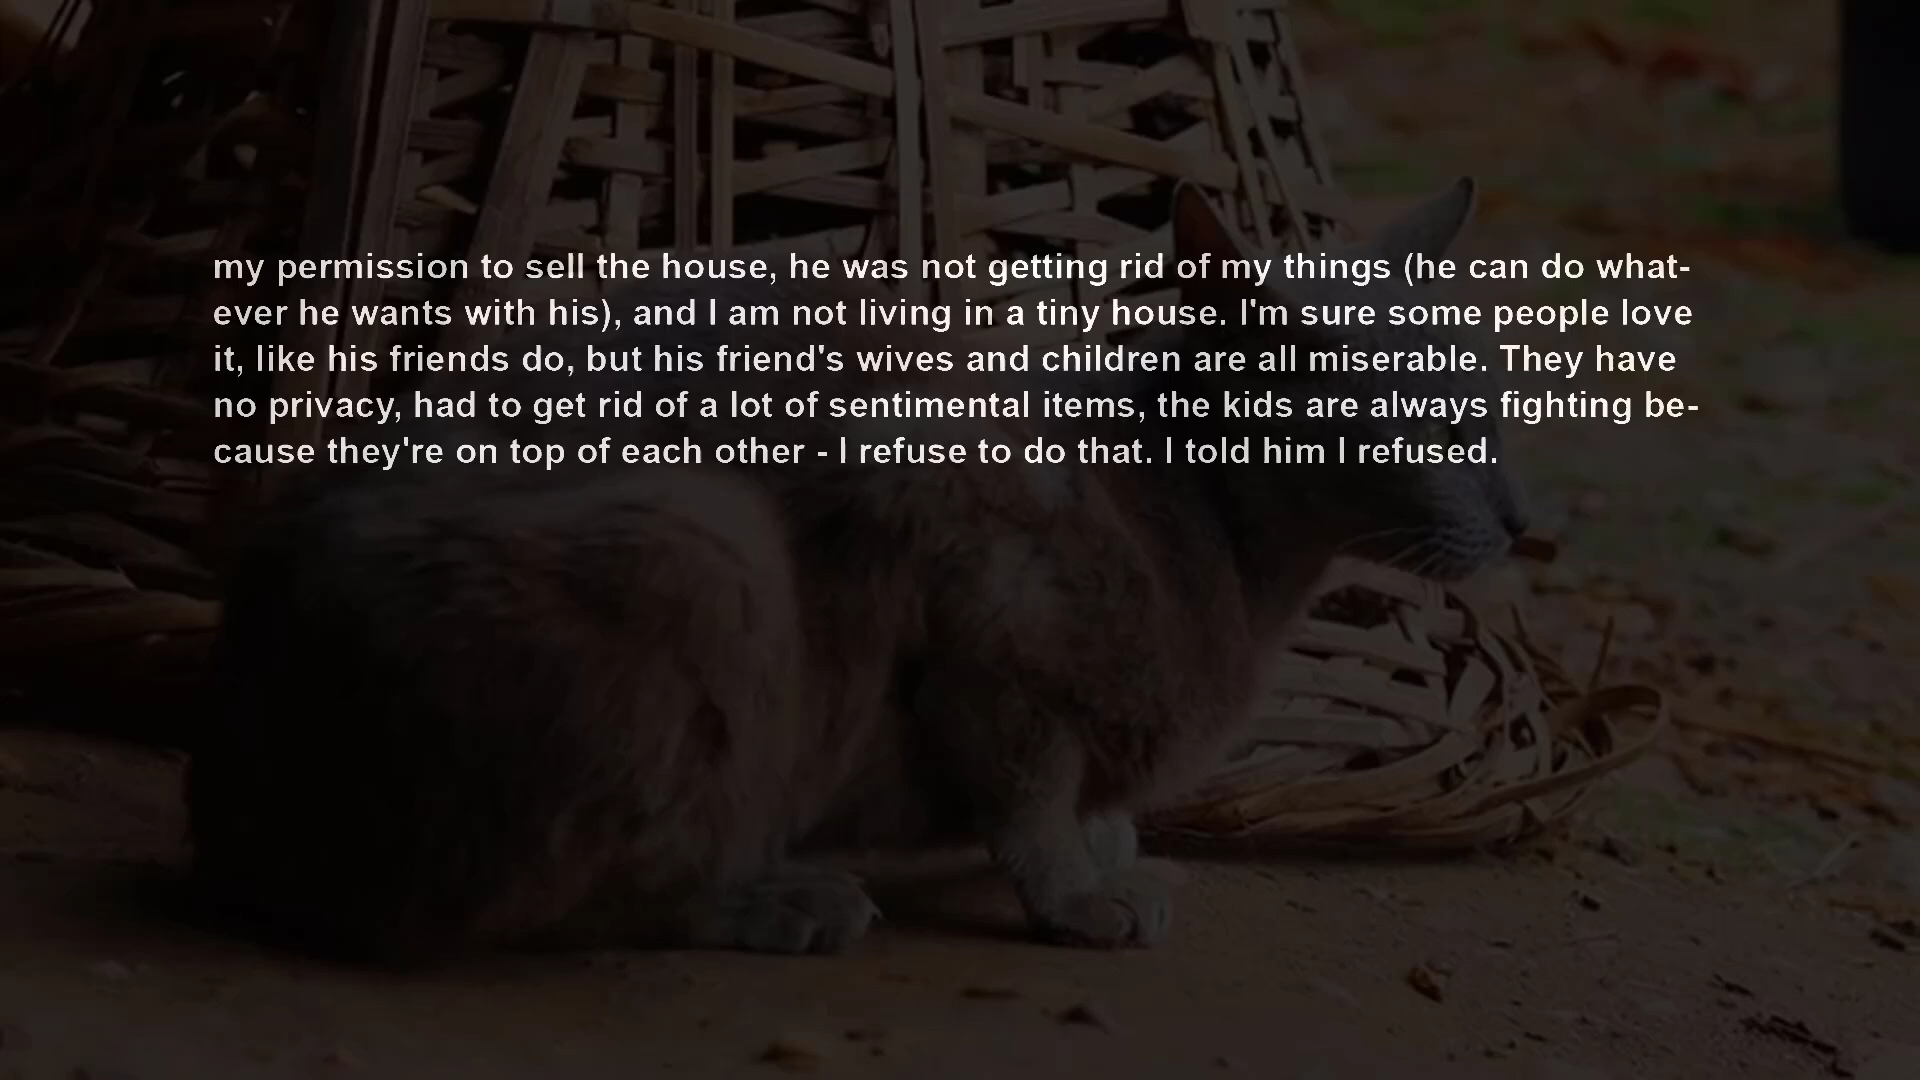 my permission to sell the house, he was not getting rid of my things (he can do what-
ever he wants with his), and I am not living in a tiny house. I'm sure some people love
it, like his friends do, but his friend's wives and children are all miserable. They have
no privacy, had to get rid of a lot of sentimental items, the kids are always fighting be-
cause they're on top of each other - I refuse to do that. I told him I refused.